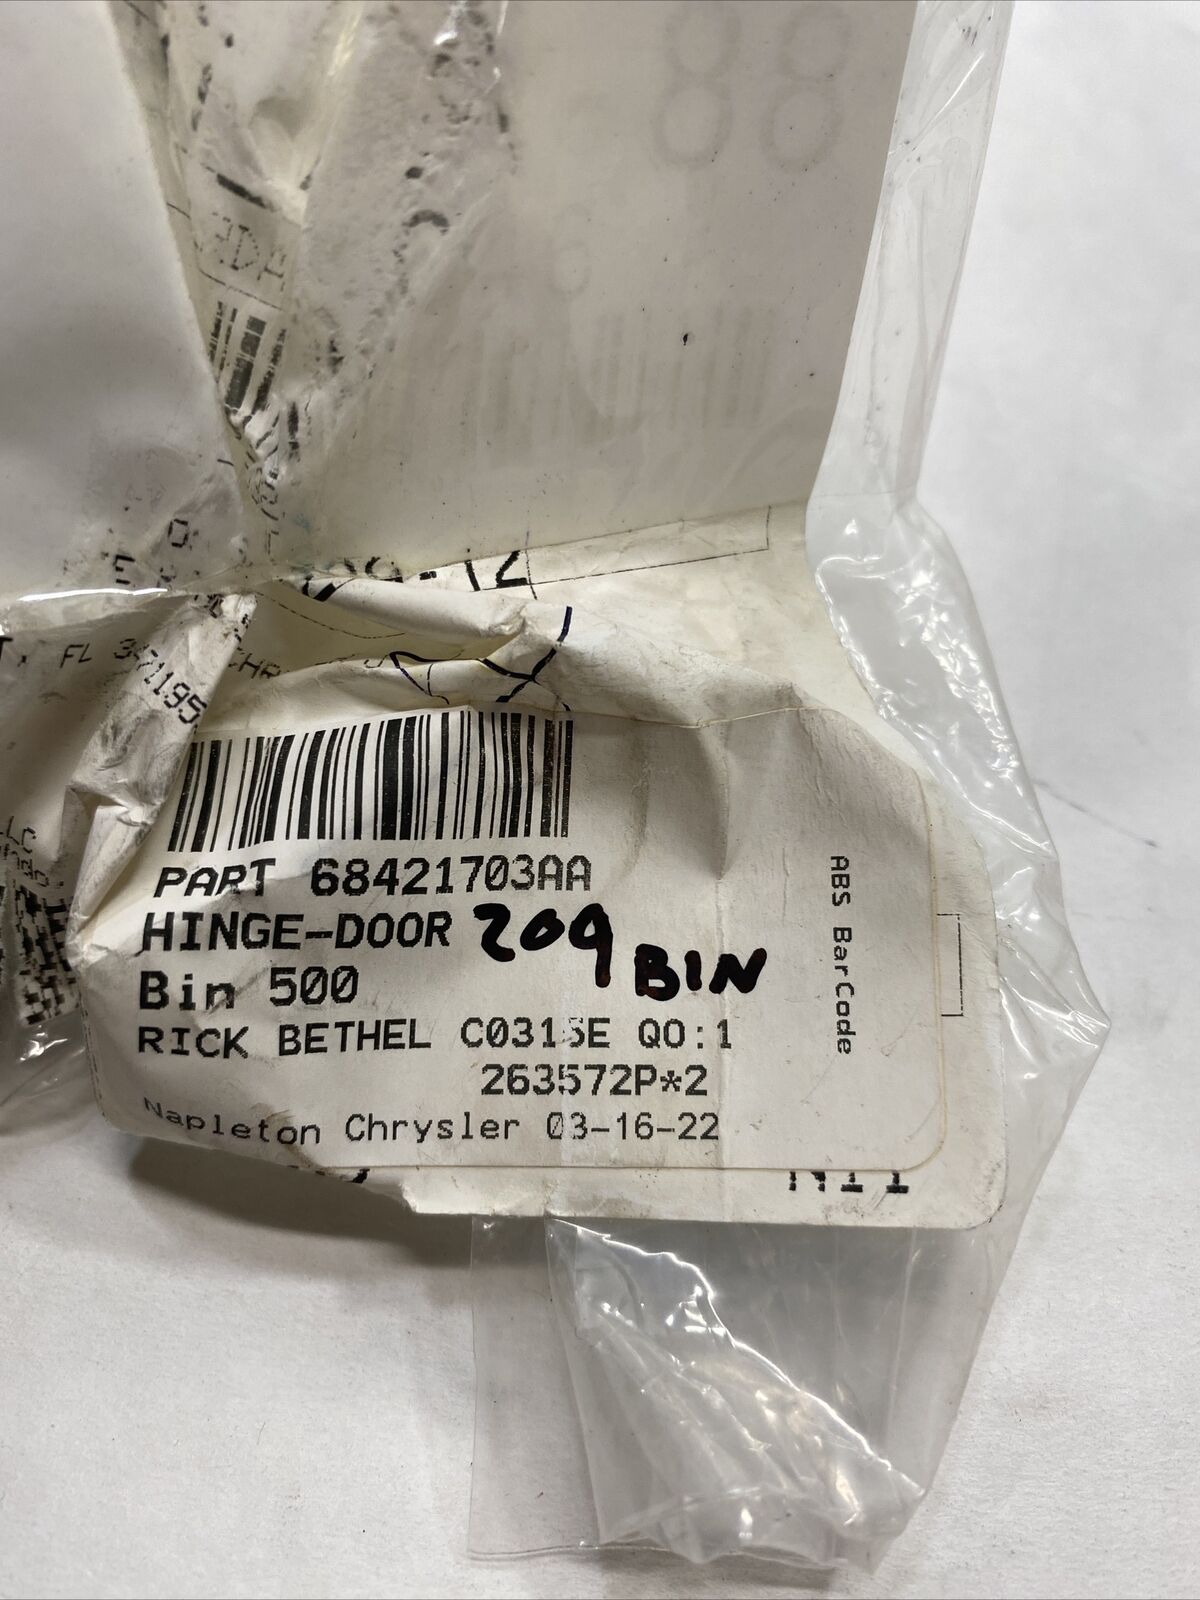 FL
PART 68421703AA
HINGE-DOOR 209 BIN
Bin 500
RICK BETHEL C0315E QO:1
263572P*2
Napleton Chrysler 03-16-22
ABS BarCode